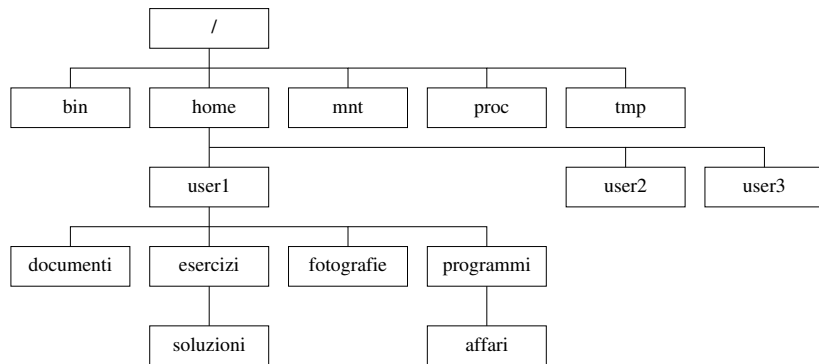 /
bin home mnt proc tmp
user1 user2 user3
documenti esercizi fotografie programmi
soluzioni affari